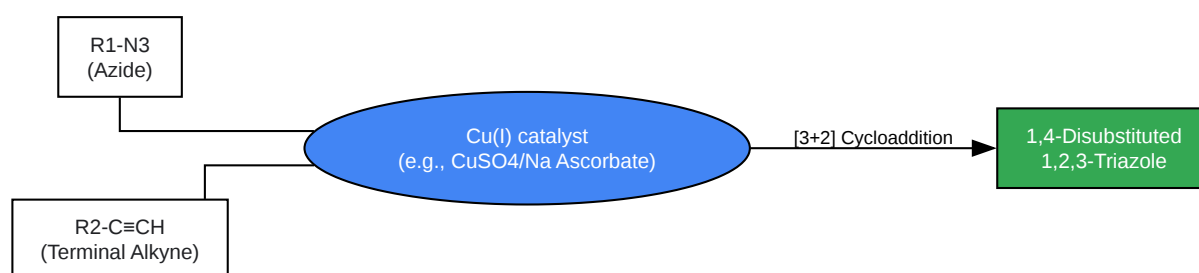 R1-N3
(Azide)
R2-C≡CH
(Terminal Alkyne)
Cu(I) catalyst
(e.g., CuSO4/Na Ascorbate)
[3+2] Cycloaddition
1,4-Disubstituted
1,2,3-Triazole